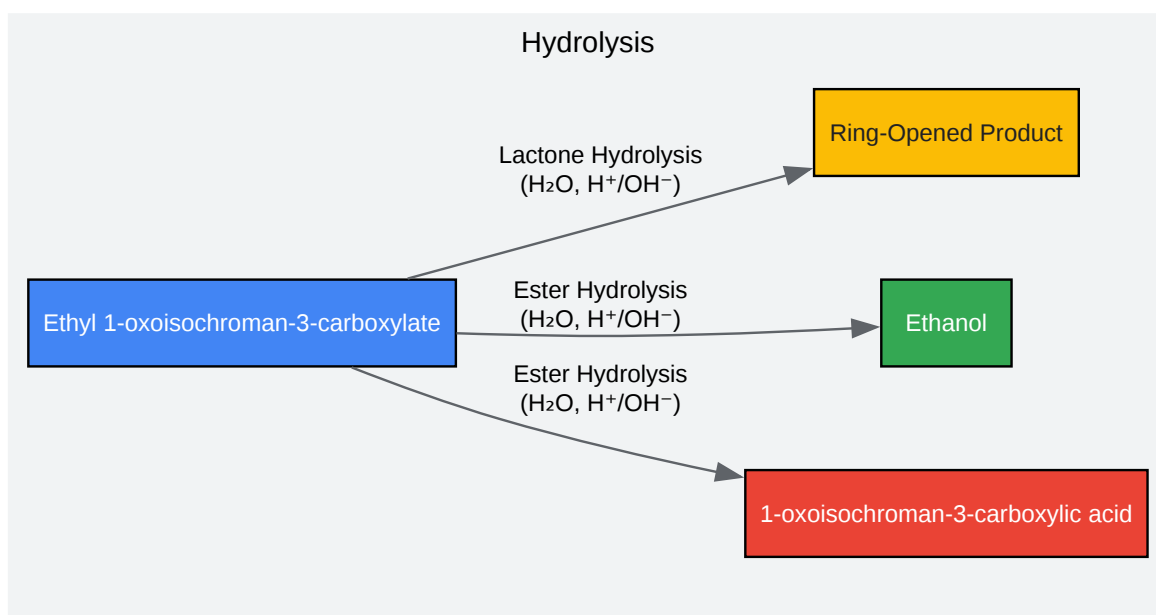 Hydrolysis
Ring-Opened Product
Lactone Hydrolysis
(H₂O, H⁺/OH⁻)
Ethyl 1-oxoisochroman-3-carboxylate
Ester Hydrolysis
(H₂O, H⁺/OH⁻)
Ethanol
Ester Hydrolysis
(H₂O, H⁺/OH⁻)
1-oxoisochroman-3-carboxylic acid